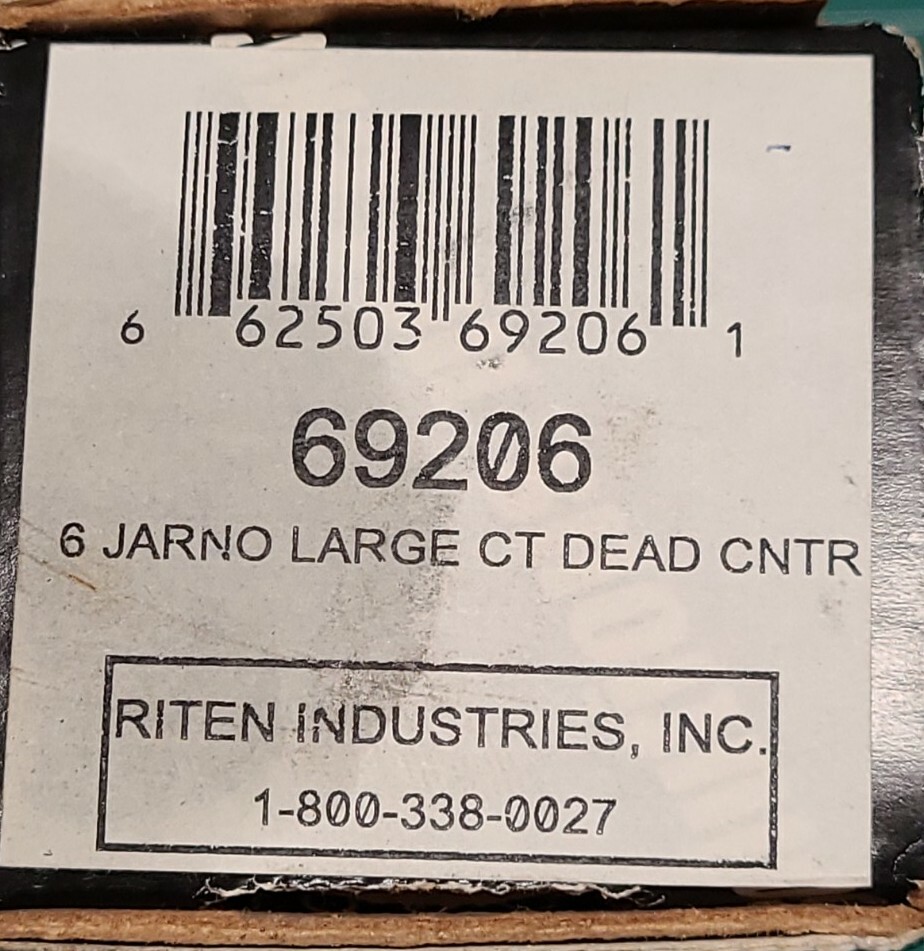 6 62503 69206 1
69206
6 JARNO LARGE CT DEAD CNTR
RITEN INDUSTRIES, INC.
1-800-338-0027